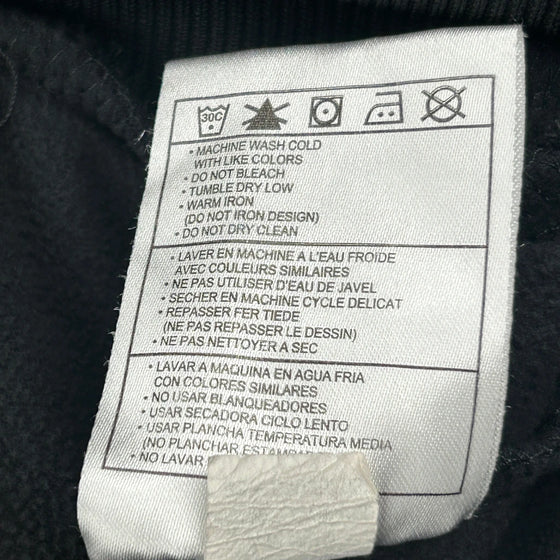 30C
• MACHINE WASH COLD
WITH LIKE COLORS
• DO NOT BLEACH
• TUMBLE DRY LOW
• WARM IRON
(DO NOT IRON DESIGN)
• DO NOT DRY CLEAN
• LAVER EN MACHINE A L'EAU FROIDE
AVEC COULEURS SIMILAIRES
• NE PAS UTILISER D'EAU DE JAVEL
• SECHER EN MACHINE CYCLE DELICAT
• REPASSER FER TIEDE
(NE PAS REPASSER LE DESSIN)
• NE PAS NETTOYER A SEC
• LAVAR A MAQUINA EN AGUA FRIA
CON COLORES SIMILARES
• NO USAR BLANQUEADORES
• USAR SECADORA CICLO LENTO
• USAR PLANCHA TEMPERATURA MEDIA
(NO PLANCHAR
• NO LAVAR